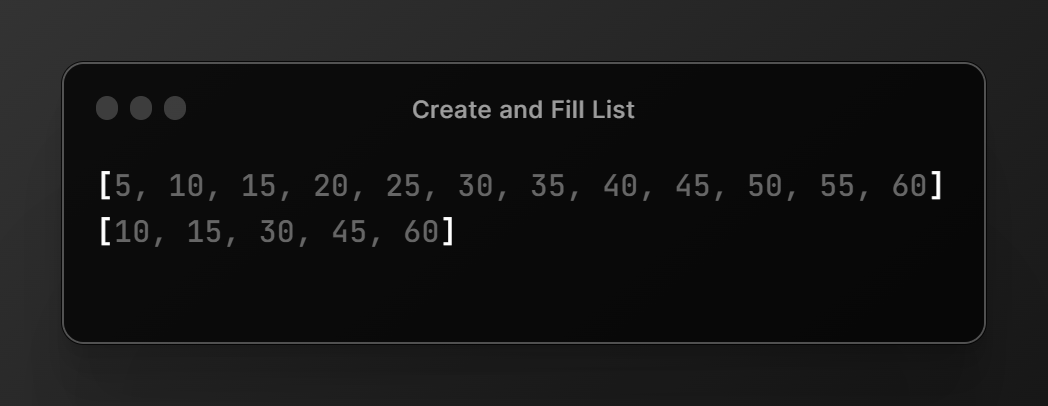 Create and Fill List
[5, 10, 15, 20, 25, 30, 35, 40, 45, 50, 55, 60]
[10, 15, 30, 45, 60]